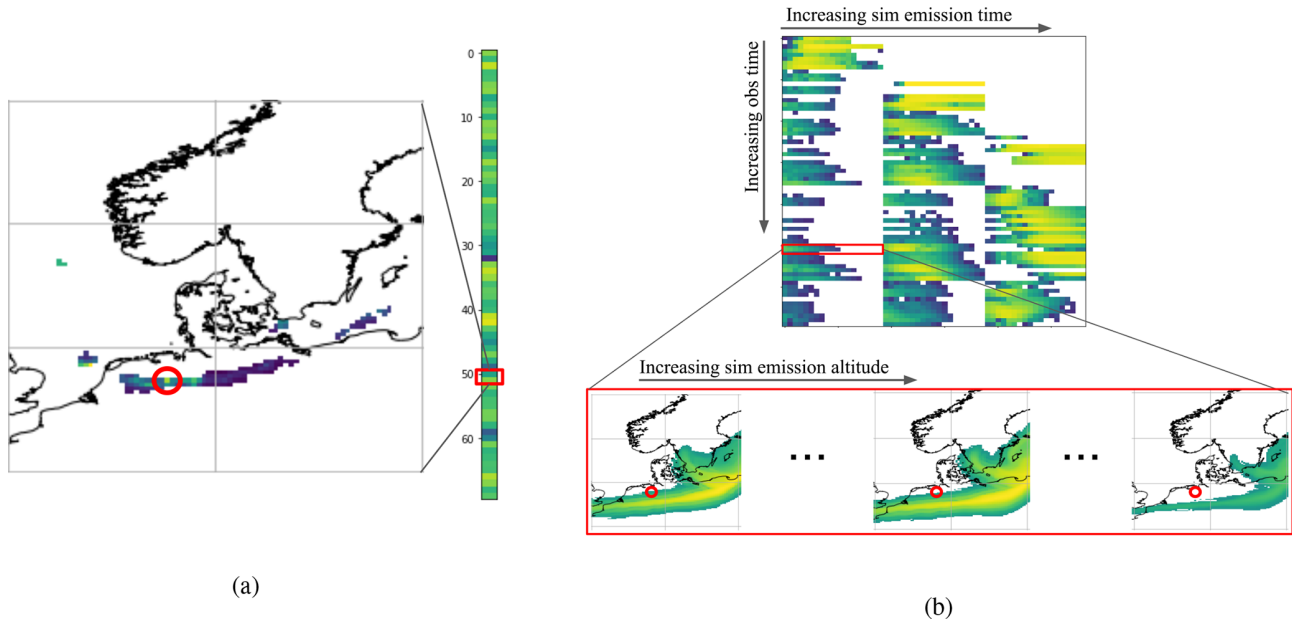 0
10
20
30
40
50
60
(a)
Increasing sim emission time
Increasing obs time
Increasing sim emission altitude
...
...
(b)